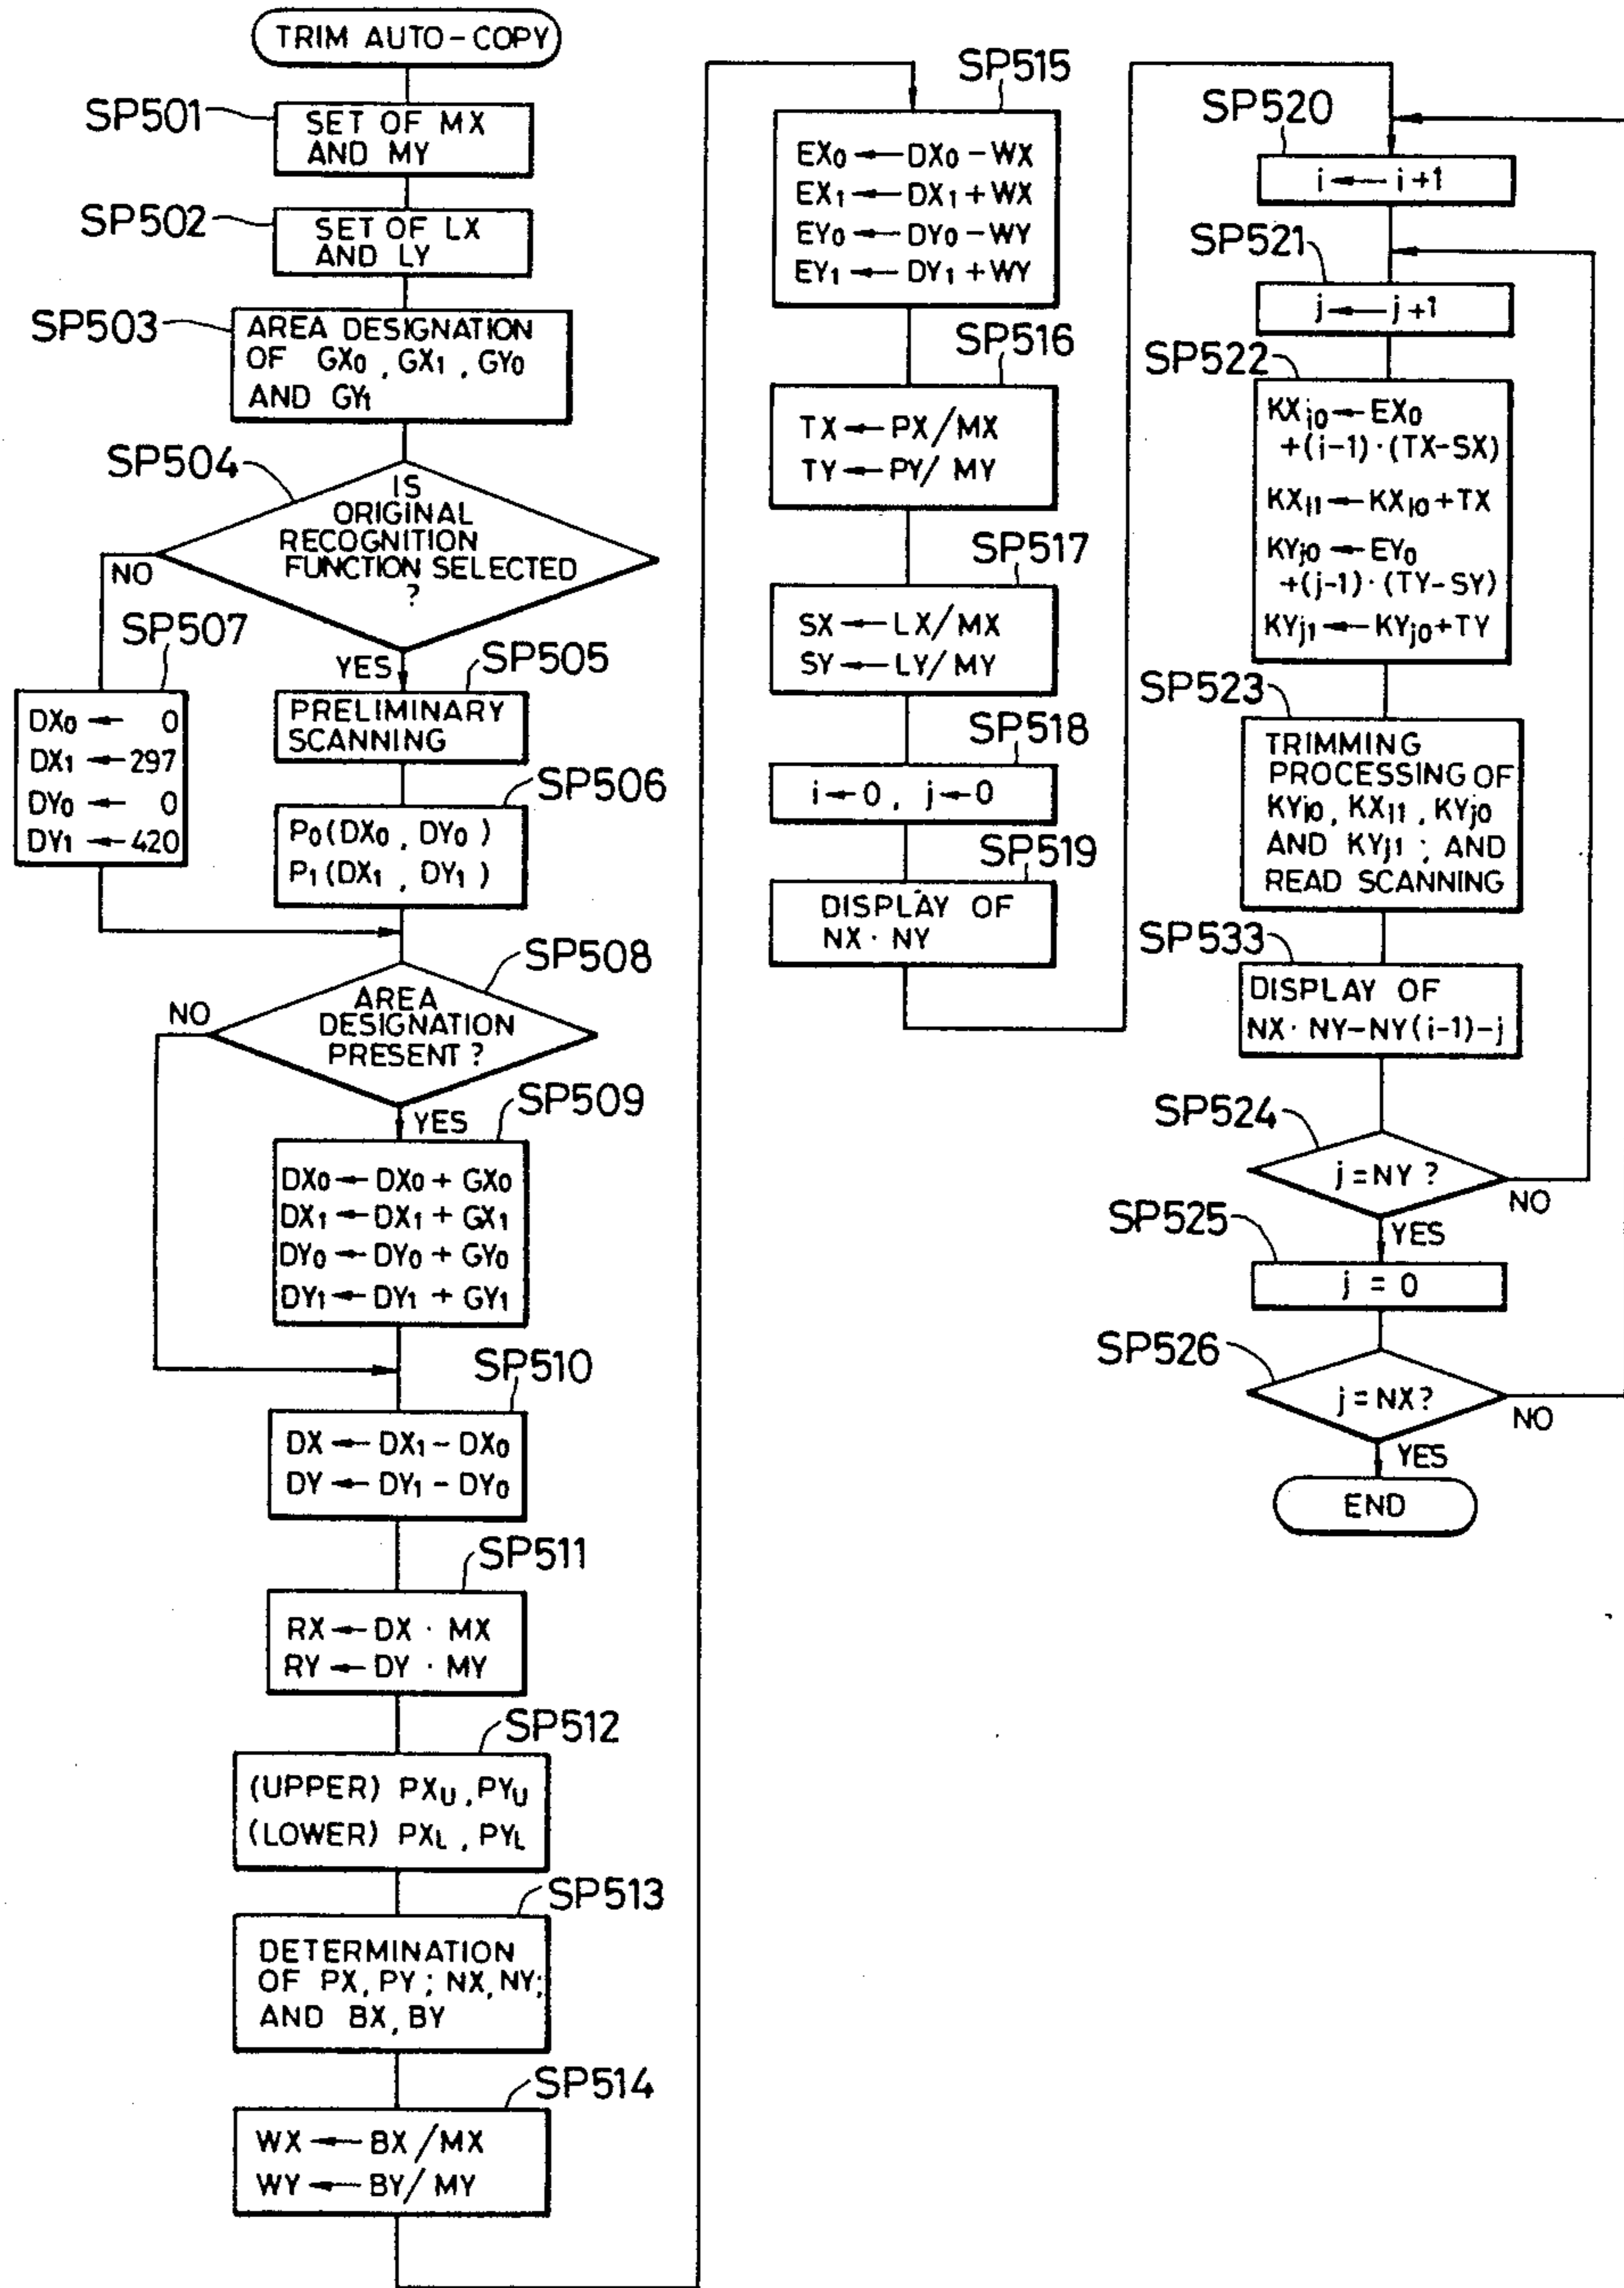 TRIM AUTO-COPY
SP501
SET OF MX
AND MY
SP502
SET OF LX
AND LY
SP503
AREA DESIGNATION
OF GX0 , GX1 , GY0
AND GY1
SP504
IS
ORIGINAL
RECOGNITION
FUNCTION SELECTED
?
NO
YES
SP507
DX0 ← 0
DX1 ← 297
DY0 ← 0
DY1 ← 420
SP505
PRELIMINARY
SCANNING
SP506
P0 (DX0 , DY0 )
P1 (DX1 , DY1 )
SP508
AREA
DESIGNATION
PRESENT ?
NO
YES
SP509
DX0 ← DX0 + GX0
DX1 ← DX1 + GX1
DY0 ← DY0 + GY0
DY1 ← DY1 + GY1
SP510
DX ← DX1 - DX0
DY ← DY1 - DY0
SP511
RX ← DX · MX
RY ← DY · MY
SP512
(UPPER) PXU , PYU
(LOWER) PXL , PYL
SP513
DETERMINATION
OF PX, PY ; NX, NY;
AND BX, BY
SP514
WX ← BX / MX
WY ← BY / MY
SP515
EX0 ← DX0 - WX
EX1 ← DX1 + WX
EY0 ← DY0 - WY
EY1 ← DY1 + WY
SP516
TX ← PX / MX
TY ← PY / MY
SP517
SX ← LX / MX
SY ← LY / MY
SP518
i ← 0 , j ← 0
SP519
DISPLAY OF
NX · NY
SP520
i ← i +1
SP521
j ← j +1
SP522
KXi0 ← EX0
+(i-1) · (TX-SX)
KXi1 ← KXi0 + TX
KYj0 ← EY0
+(j-1) · (TY-SY)
KYj1 ← KYj0 + TY
SP523
TRIMMING
PROCESSING OF
KYi0, KXi1 , KYj0
AND KYj1 ; AND
READ SCANNING
SP533
DISPLAY OF
NX · NY-NY(i-1)-j
SP524
j = NY ?
NO
YES
SP525
j = 0
SP526
j = NX?
NO
YES
END